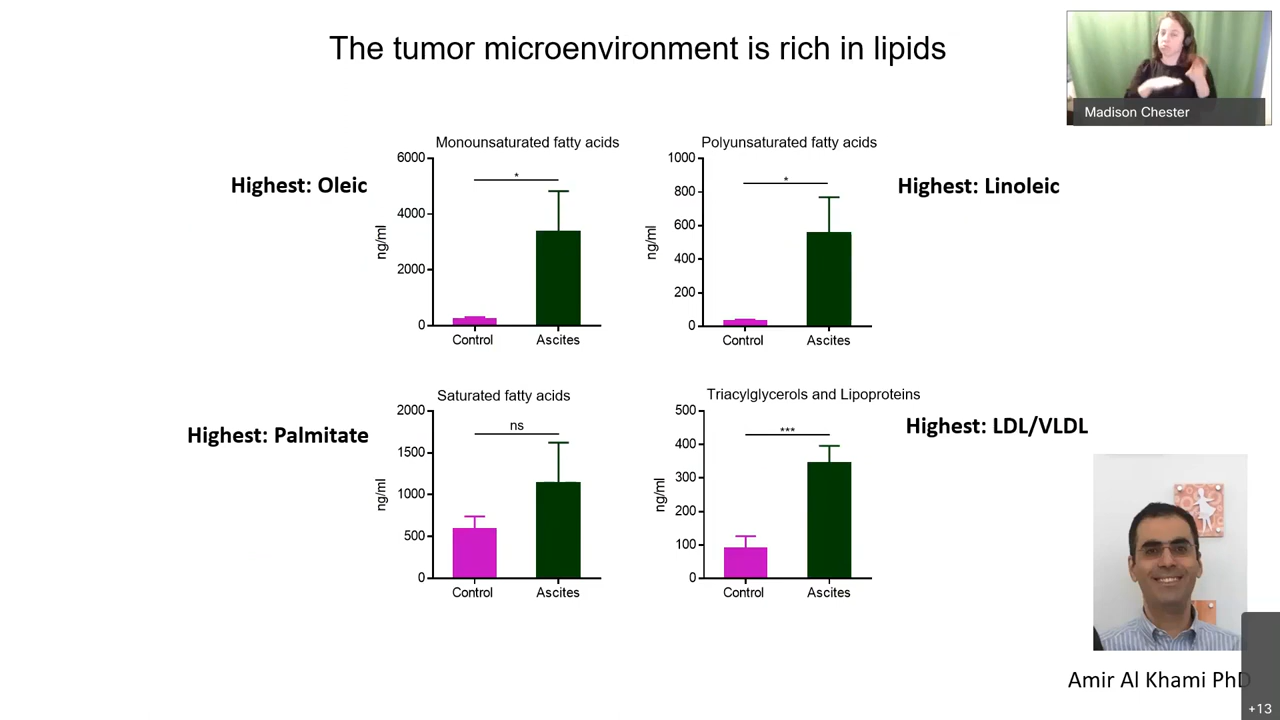 The tumor microenvironment is rich in lipids
Madison Chester
Monounsaturated fatty acids
Highest: Oleic
6000
4000
2000
0
ng/ml
*
Control
Ascites
Polyunsaturated fatty acids
Highest: Linoleic
1000
800
600
400
200
0
ng/ml
*
Control
Ascites
Saturated fatty acids
Highest: Palmitate
2000
1500
1000
500
0
ng/ml
ns
Control
Ascites
Triacylglycerols and Lipoproteins
Highest: LDL/VLDL
500
400
300
200
100
0
ng/ml
***
Control
Ascites
Amir Al Khami PhD
+13